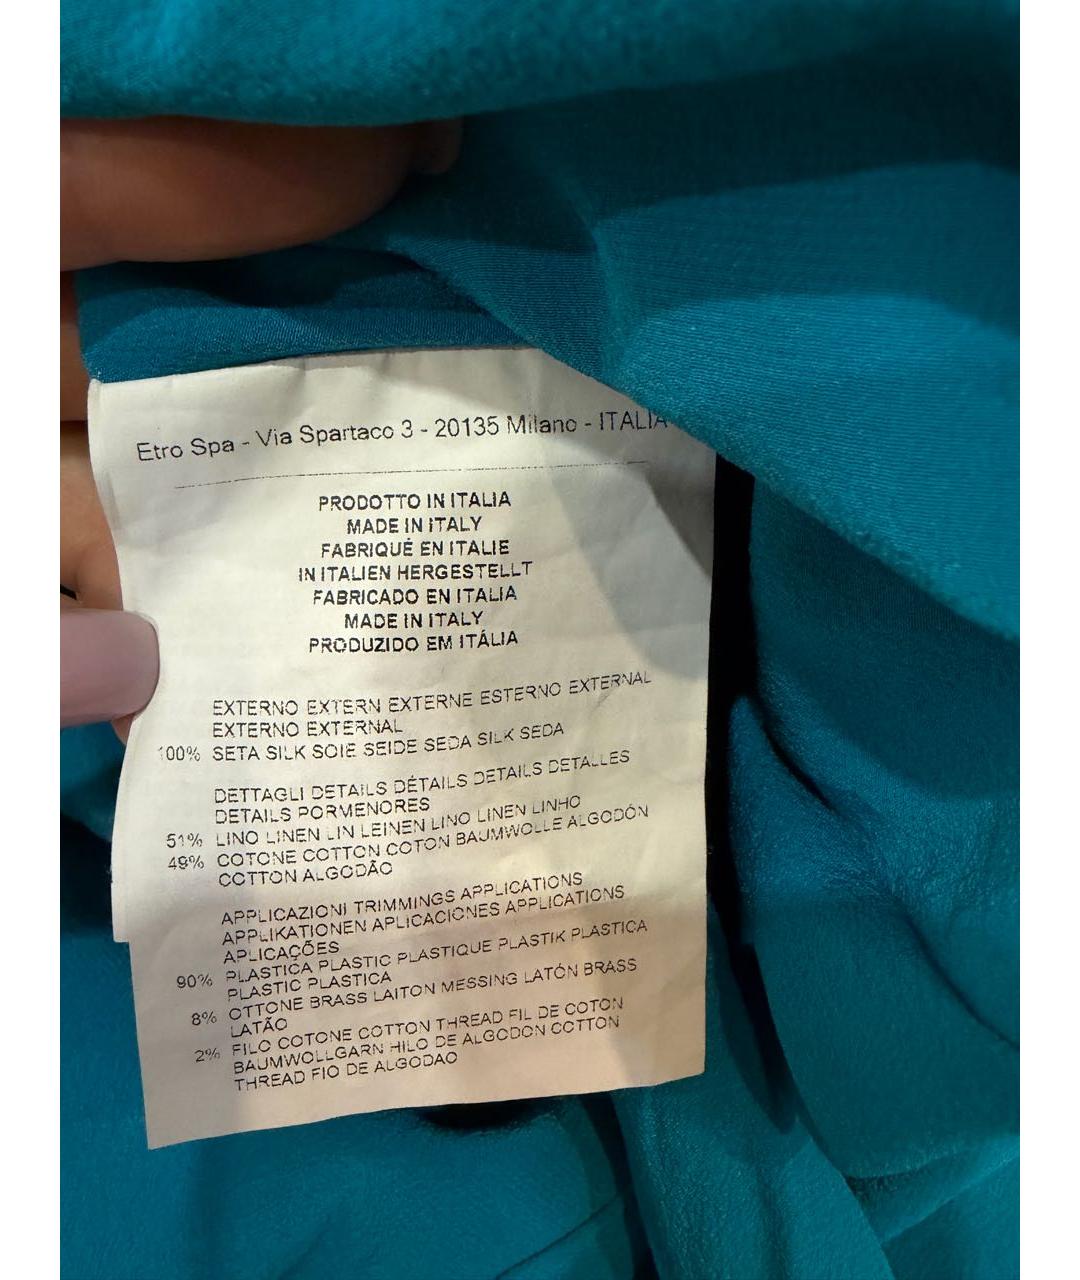 Etro Spa - Via Spartaco 3 - 20135 Milano - ITALIA
PRODOTTO IN ITALIA
MADE IN ITALY
FABRIQUÉ EN ITALIE
IN ITALIEN HERGESTELLT
FABRICADO EN ITALIA
MADE IN ITALY
PRODUZIDO EM ITÁLIA
EXTERNO EXTERN EXTERNE ESTERNO EXTERNAL
EXTERNO EXTERNAL
100% SETA SILK SOIE SEIDE SEDA SILK SEDA
DETTAGLI DETAILS DÉTAILS DETAILS DETALLES
DETAILS PORMENORES
51% LINO LINEN LIN LEINEN LINO LINEN LINHO
49% COTONE COTTON COTON BAUMWOLLE ALGODÓN
COTTON ALGODÃO
APPLICAZIONI TRIMMINGS APPLICATIONS
APPLIKATIONEN APLICACIONES APPLICATIONS
APLICAÇÕES
90% PLASTICA PLASTIC PLASTIQUE PLASTIK PLASTICA
PLASTIC PLASTICA
8% OTTONE BRASS LAITON MESSING LATÓN BRASS
LATÃO
2% FILO COTONE COTTON THREAD FIL DE COTON
BAUMWOLLGARN HILO DE ALGODON COTTON
THREAD FIO DE ALGODAO